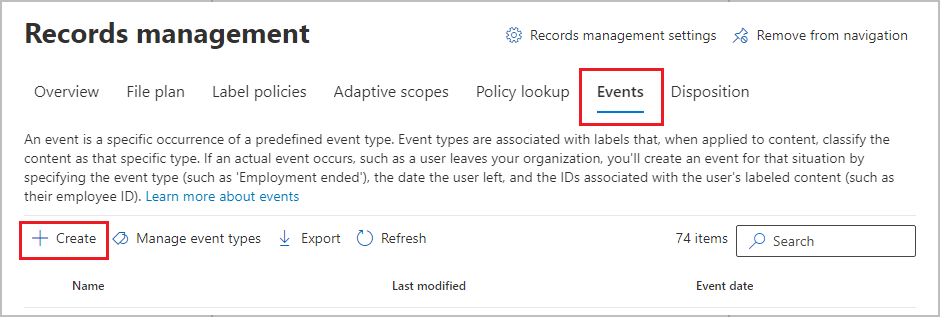 Records management
Records management settings
Remove from navigation
Overview File plan Label policies Adaptive scopes Policy lookup Events Disposition
An event is a specific occurrence of a predefined event type. Event types are associated with labels that, when applied to content, classify the
content as that specific type. If an actual event occurs, such as a user leaves your organization, you'll create an event for that situation by
specifying the event type (such as 'Employment ended'), the date the user left, and the IDs associated with the user's labeled content (such as
their employee ID). Learn more about events
Create Manage event types Export Refresh 74 items Search
Name Last modified Event date